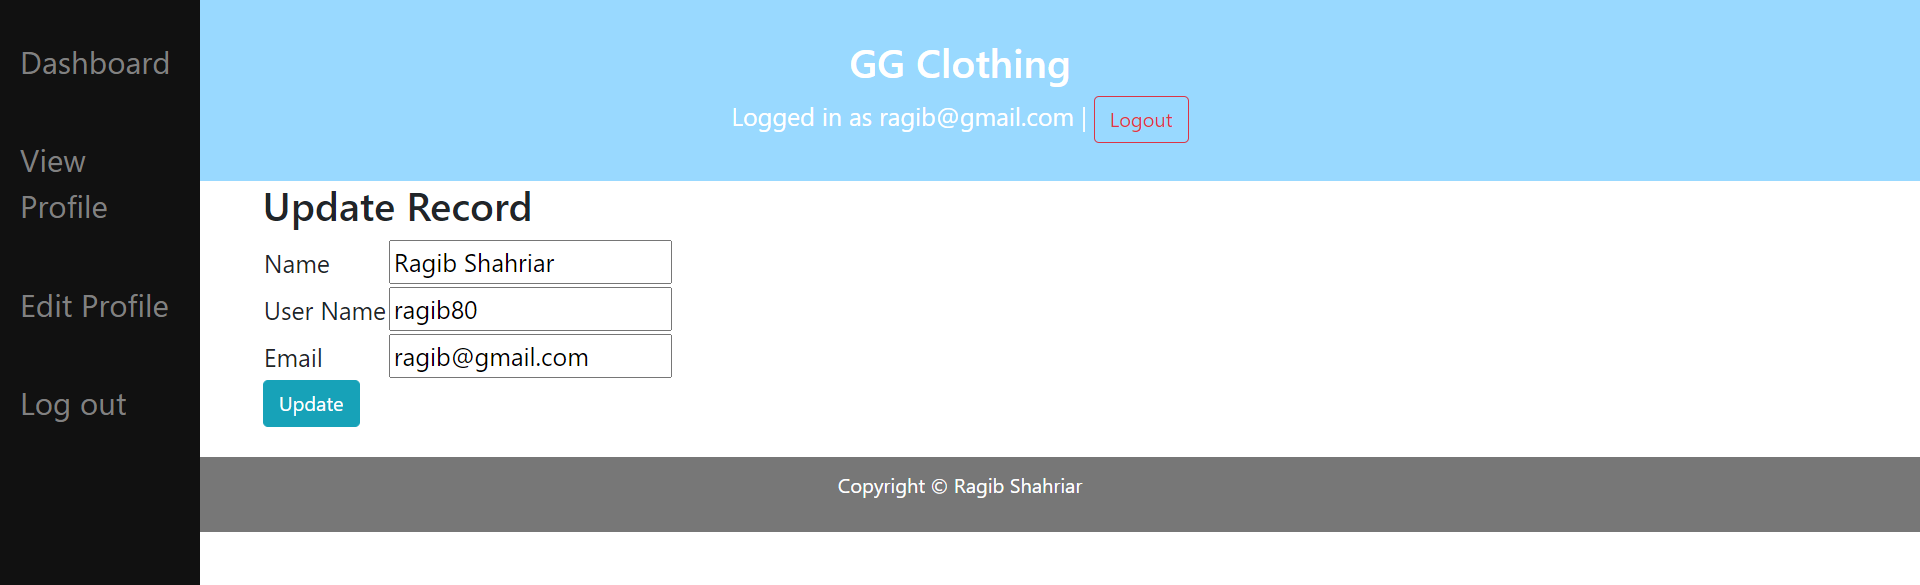 Dashboard
View
Profile
Edit Profile
Log out
GG Clothing
Logged in as ragib@gmail.com | Logout
Update Record
Name Ragib Shahriar
User Name ragib80
Email ragib@gmail.com
Update
Copyright © Ragib Shahriar